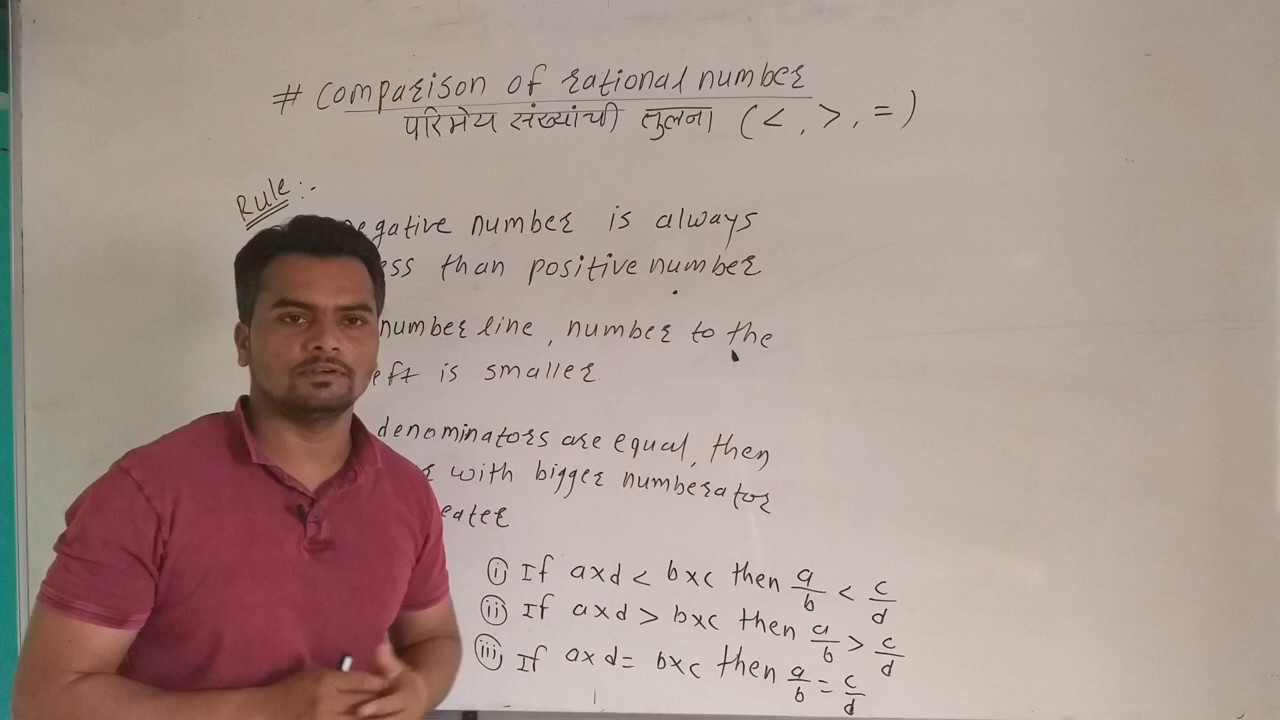 # Comparison of rational number
परिमेय संख्यांची तुलना ( < , > , = )
Rule :-
egative number is always
ess than positive number
number line , number to the
eft is smaller
denominators are equal, then
r with bigger numberator
eater
(i) If a x d < b x c then a/b < c/d
(ii) If a x d > b x c then a/b > c/d
(iii) If a x d = b x c then a/b = c/d